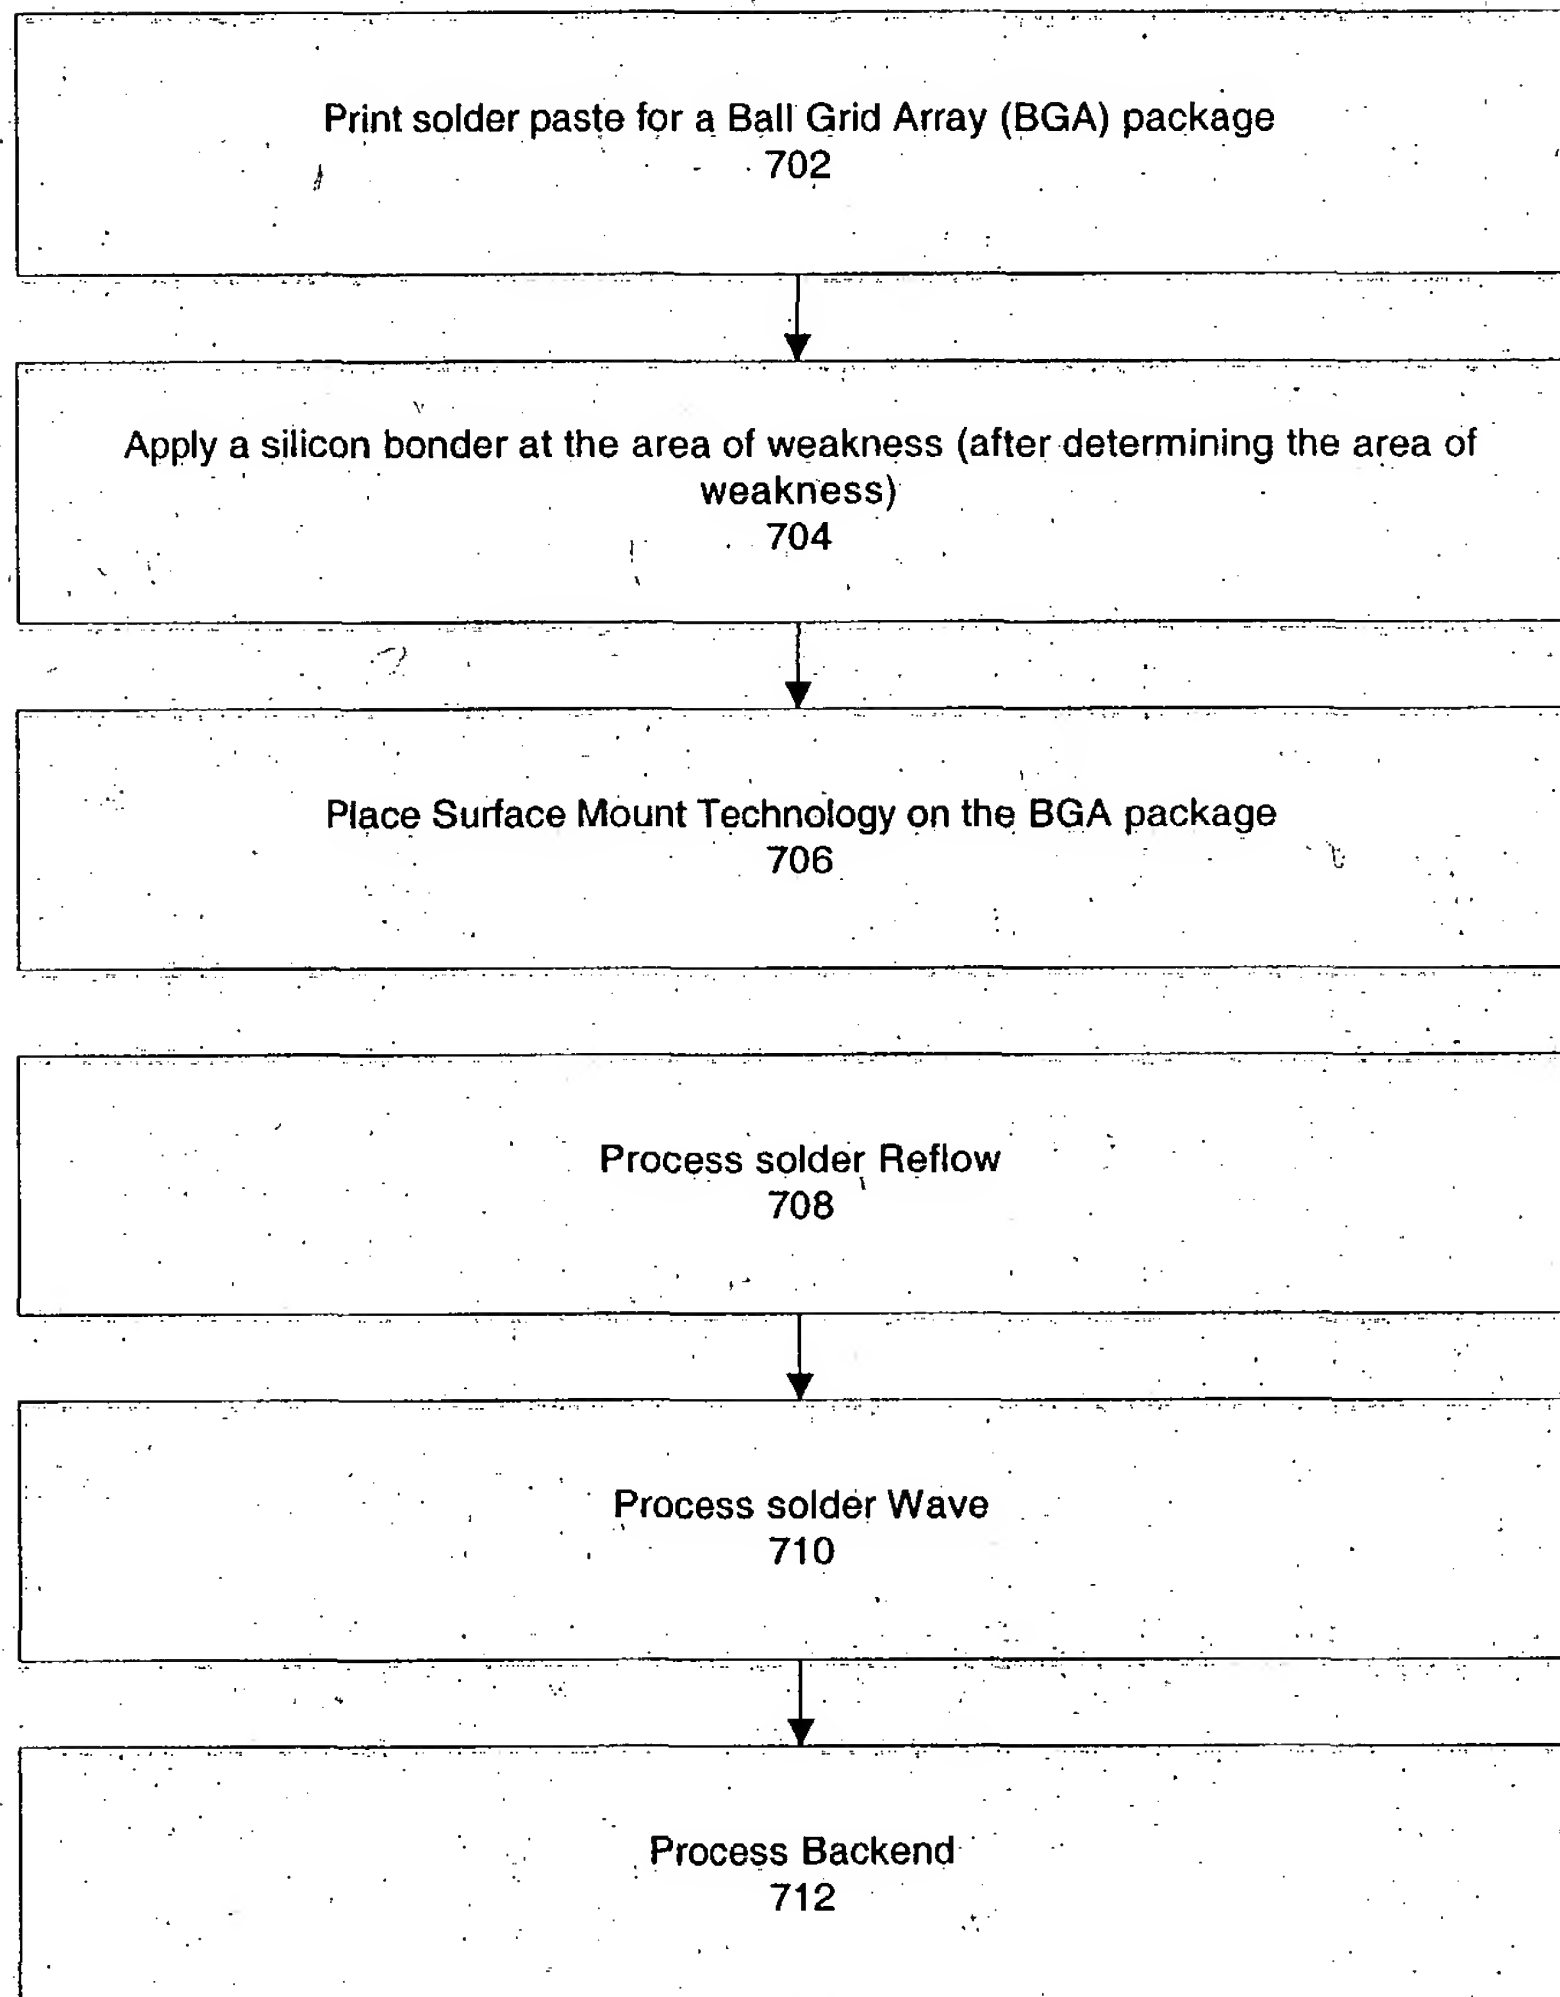 Print solder paste for a Ball Grid Array (BGA) package
702
Apply a silicon bonder at the area of weakness (after determining the area of
weakness)
704
Place Surface Mount Technology on the BGA package
706
Process solder Reflow
708
Process solder Wave
710
Process Backend
712